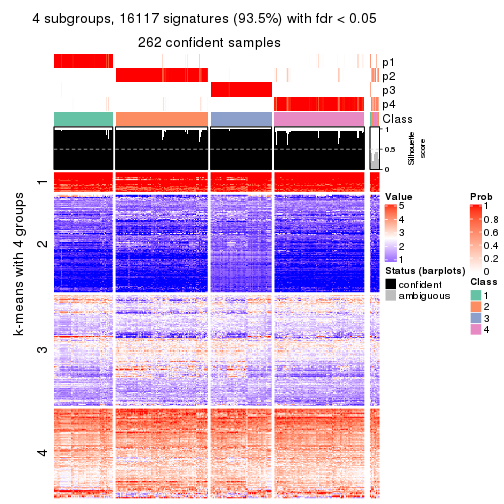 4 subgroups, 16117 signatures (93.5%) with fdr < 0.05
262 confident samples
p1
p2
p3
p4
Class
1
0.5
0
Silhouette
score
k-means with 4 groups
1
2
3
4
Value
5
4
3
2
1
Status (barplots)
confident
ambiguous
Prob
1
0.8
0.6
0.4
0.2
0
Class
1
2
3
4